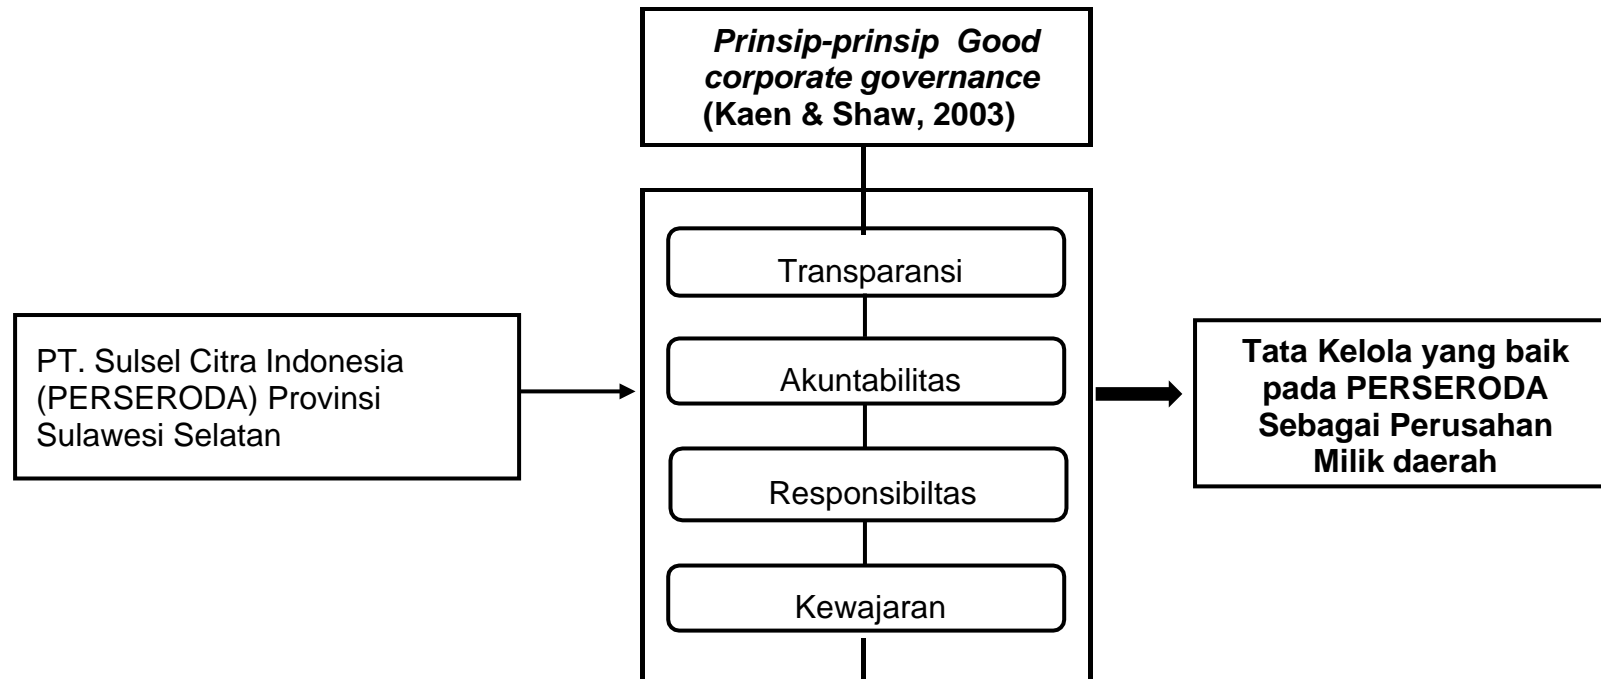 Prinsip-prinsip Good
corporate governance
(Kaen & Shaw, 2003)
Transparansi
PT. Sulsel Citra Indonesia
(PERSERODA) Provinsi
Sulawesi Selatan
Akuntabilitas
Responsibiltas
Kewajaran
Tata Kelola yang baik
pada PERSERODA
Sebagai Perusahan
Milik daerah